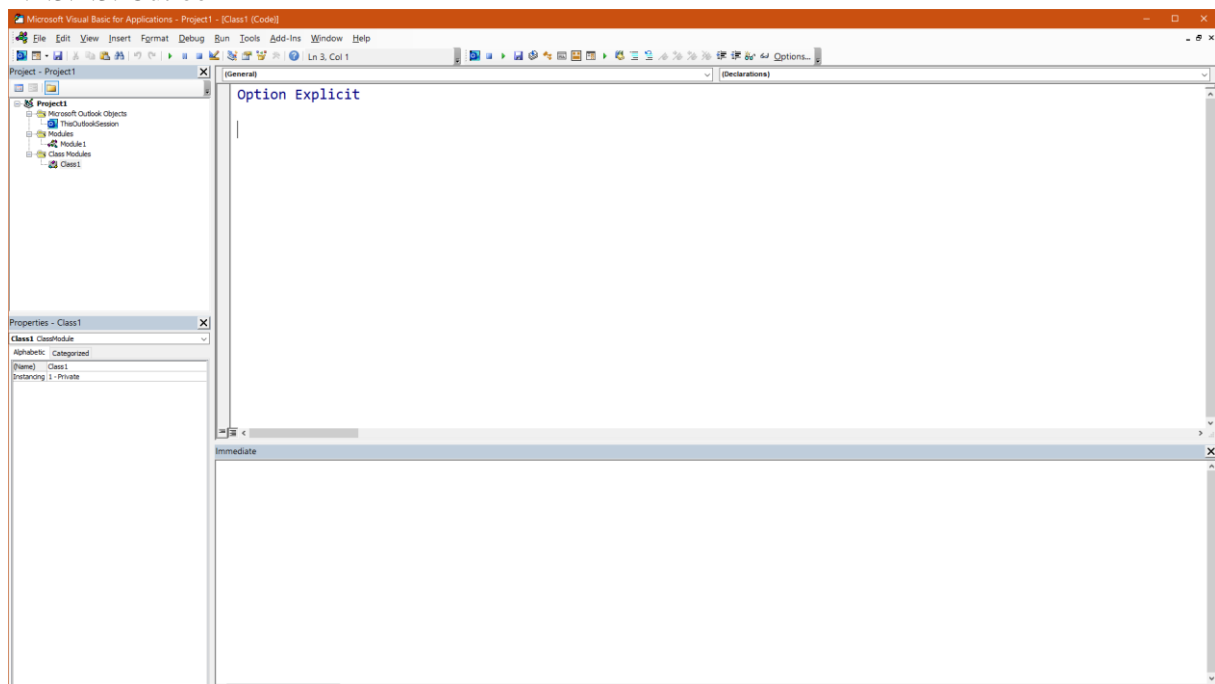 Microsoft Visual Basic for Applications - Project1 - [Class1 (Code)]
File Edit View Insert Format Debug Run Tools Add-Ins Window Help
Ln 3, Col 1
Options...
Project - Project1
(General)
(Declarations)
Option Explicit
Project1
Microsoft Outlook Objects
ThisOutlookSession
Modules
Module1
Class Modules
Class1
Properties - Class1
Class1 ClassModule
Alphabetic Categorized
(Name) Class1
Instancing 1 - Private
Immediate